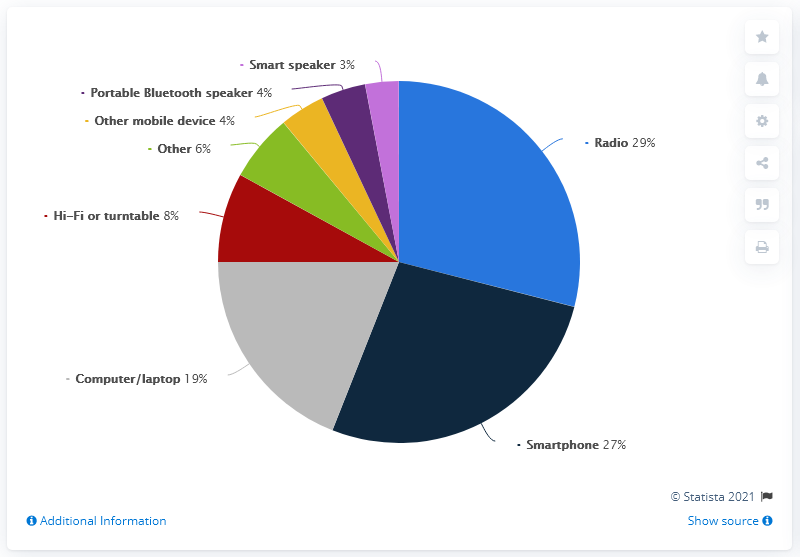 Smart speaker 3%
Portable Bluetooth speaker 4%
Other mobile device 4%
Radio 29%
Other 6%
Hi-Fi or turntable 8%
Computer/laptop 19%
Smartphone 27%
© Statista 2021
Additional Information
Show source